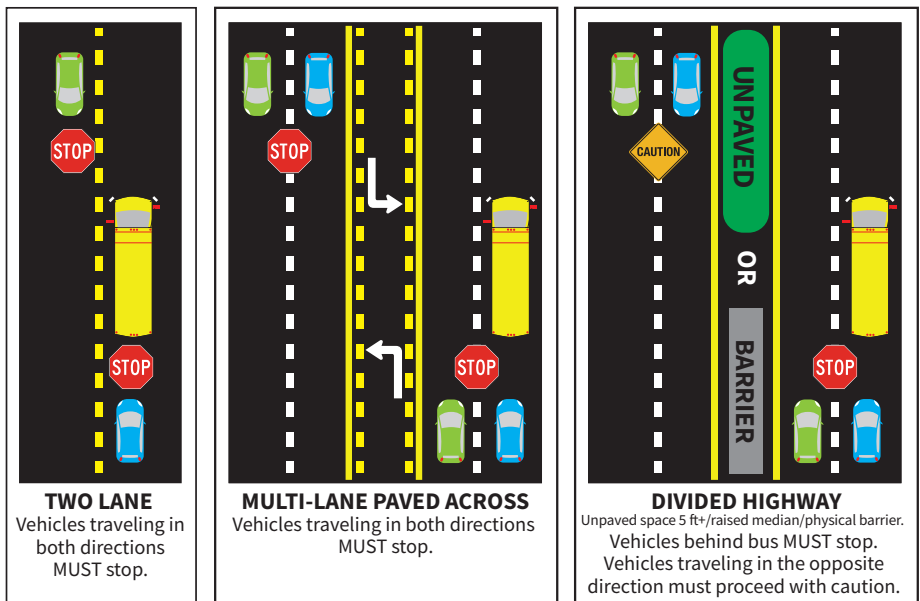 STOP
STOP
TWO LANE
Vehicles traveling in
both directions
MUST stop.
STOP
STOP
MULTI-LANE PAVED ACROSS
Vehicles traveling in both directions
MUST stop.
CAUTION
UNPAVED
OR
BARRIER
STOP
DIVIDED HIGHWAY
Unpaved space 5 ft+/raised median/physical barrier.
Vehicles behind bus MUST stop.
Vehicles traveling in the opposite
direction must proceed with caution.